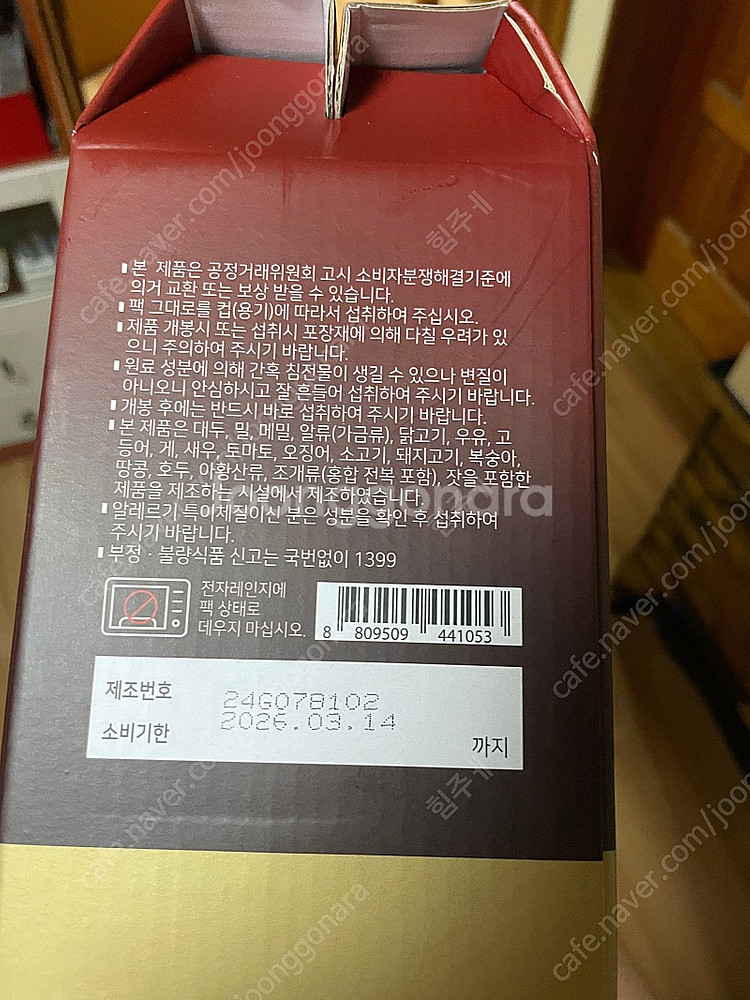 본 제품은 공정거래위원회 고시 소비자분쟁해결기준에
의거 교환 또는 보상 받을 수 있습니다.
팩 그대로를 컵(용기)에 따라서 섭취하여 주십시오.
제품 개봉시 또는 섭취시 포장재에 의해 다칠 우려가 있
으니 주의하여 주시기 바랍니다.
원료 성분에 의해 간혹 침전물이 생길 수 있으나 변질이
아니오니 안심하시고 잘 흔들어 섭취하여 주시기 바랍니다.
개봉 후에는 반드시 바로 섭취하여 주시기 바랍니다.
본 제품은 대두, 밀, 메밀, 알류(가금류), 닭고기, 우유, 고
등어, 게, 새우, 토마토, 오징어, 소고기, 돼지고기, 복숭아,
땅콩, 호두, 아황산류, 조개류(홍합 전복 포함), 잣을 포함한
제품을 제조하는 시설에서 제조하였습니다.
알레르기 특이체질이신 분은 성분을 확인 후 섭취하여
주시기 바랍니다.
부정·불량식품 신고는 국번없이 1399
전자레인지에
팩 상태로
데우지 마십시오.
8 809509 441053
제조번호 24G078102
소비기한 2026.03.14 까지
joonggonara
cafe.naver.com/joonggonara
힘주게